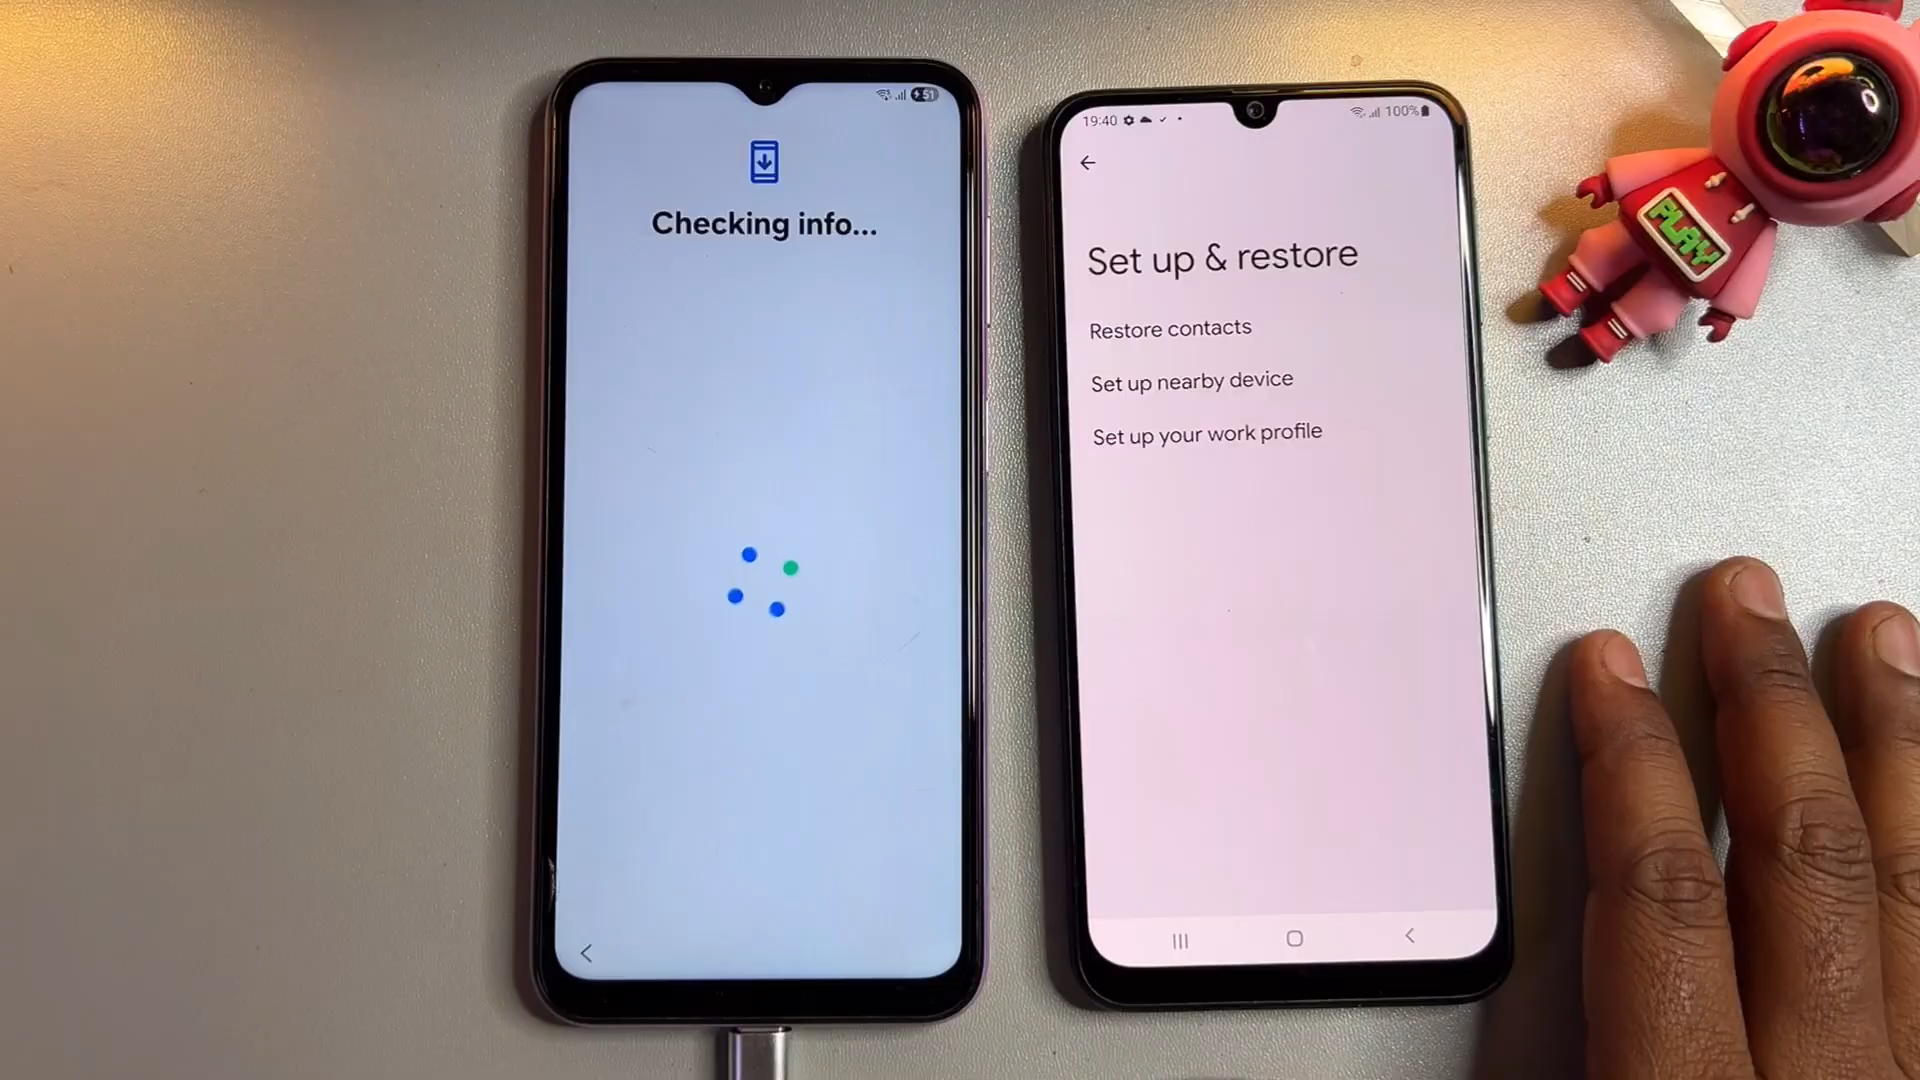 51
Checking info...
19:40
100%
Set up & restore
Restore contacts
Set up nearby device
Set up your work profile
PLAY